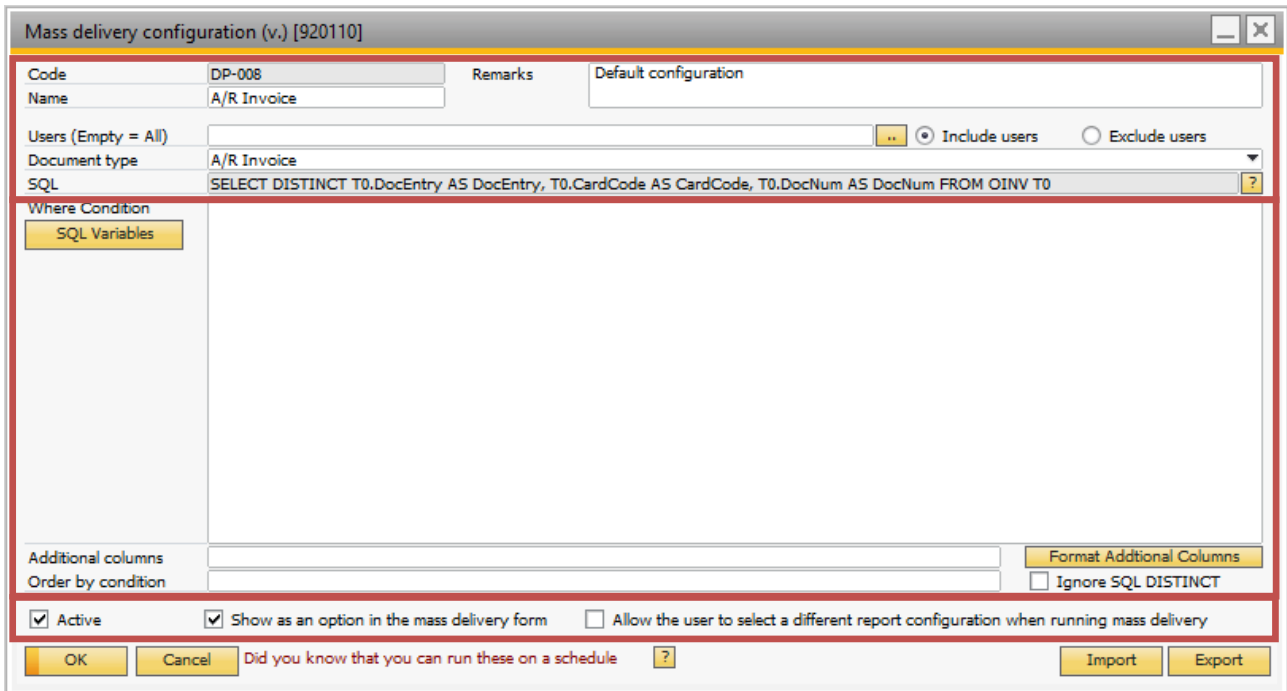 Mass delivery configuration (v.) [920110]
Code DP-008 Remarks Default configuration
Name A/R Invoice
Users (Empty = All) .. Include users Exclude users
Document type A/R Invoice
SQL SELECT DISTINCT T0.DocEntry AS DocEntry, T0.CardCode AS CardCode, T0.DocNum AS DocNum FROM OINV T0 ?
Where Condition
SQL Variables
Additional columns Format Addtional Columns
Order by condition Ignore SQL DISTINCT
Active Show as an option in the mass delivery form Allow the user to select a different report configuration when running mass delivery
OK Cancel Did you know that you can run these on a schedule ? Import Export